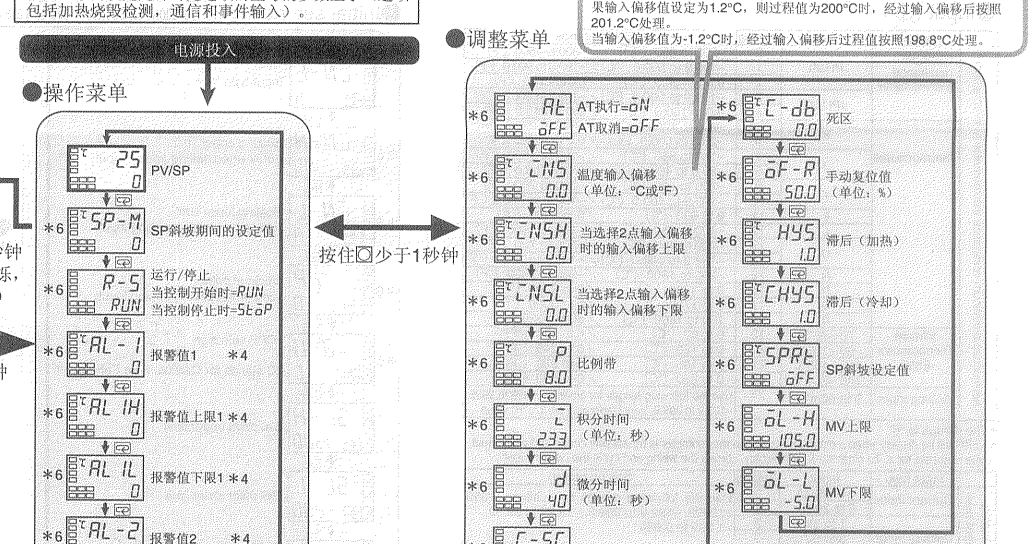 包括加热烧毁检测，通信和事件输入）。
果输入偏移值设定为1.2°C，则过程值为200°C时，经过输入偏移后按照
201.2°C处理。
当输入偏移值为-1.2°C时，经过输入偏移后过程值按照198.8°C处理。
电源投入
●操作菜单
25
0
PV/SP
*6 SP-M
0
SP斜坡期间的设定值
*6 R-S
RUN
运行/停止
当控制开始时=RUN
当控制停止时=StoP
*6 AL-1
0
报警值1 *4
*6 AL 1H
0
报警值上限1 *4
*6 AL 1L
0
报警值下限1 *4
*6 AL-2
报警值2 *4
按住O少于1秒钟
●调整菜单
*6 At
oFF
AT执行=oN
AT取消=oFF
*6 iNS
0.0
温度输入偏移
（单位：°C或°F）
*6 iNSH
0.0
当选择2点输入偏移
时的输入偏移上限
*6 iNSL
0.0
当选择2点输入偏移
时的输入偏移下限
*6 P
8.0
比例带
*6 i
233
积分时间
（单位：秒）
*6 d
40
微分时间
（单位：秒）
C-SC
*6 C-db
0.0
死区
*6 oF-R
50.0
手动复位值
（单位：%）
*6 HYS
1.0
滞后（加热）
*6 CHYS
1.0
滞后（冷却）
*6 SPRt
oFF
SP斜坡设定值
*6 oL-H
105.0
MV上限
*6 oL-L
-5.0
MV下限